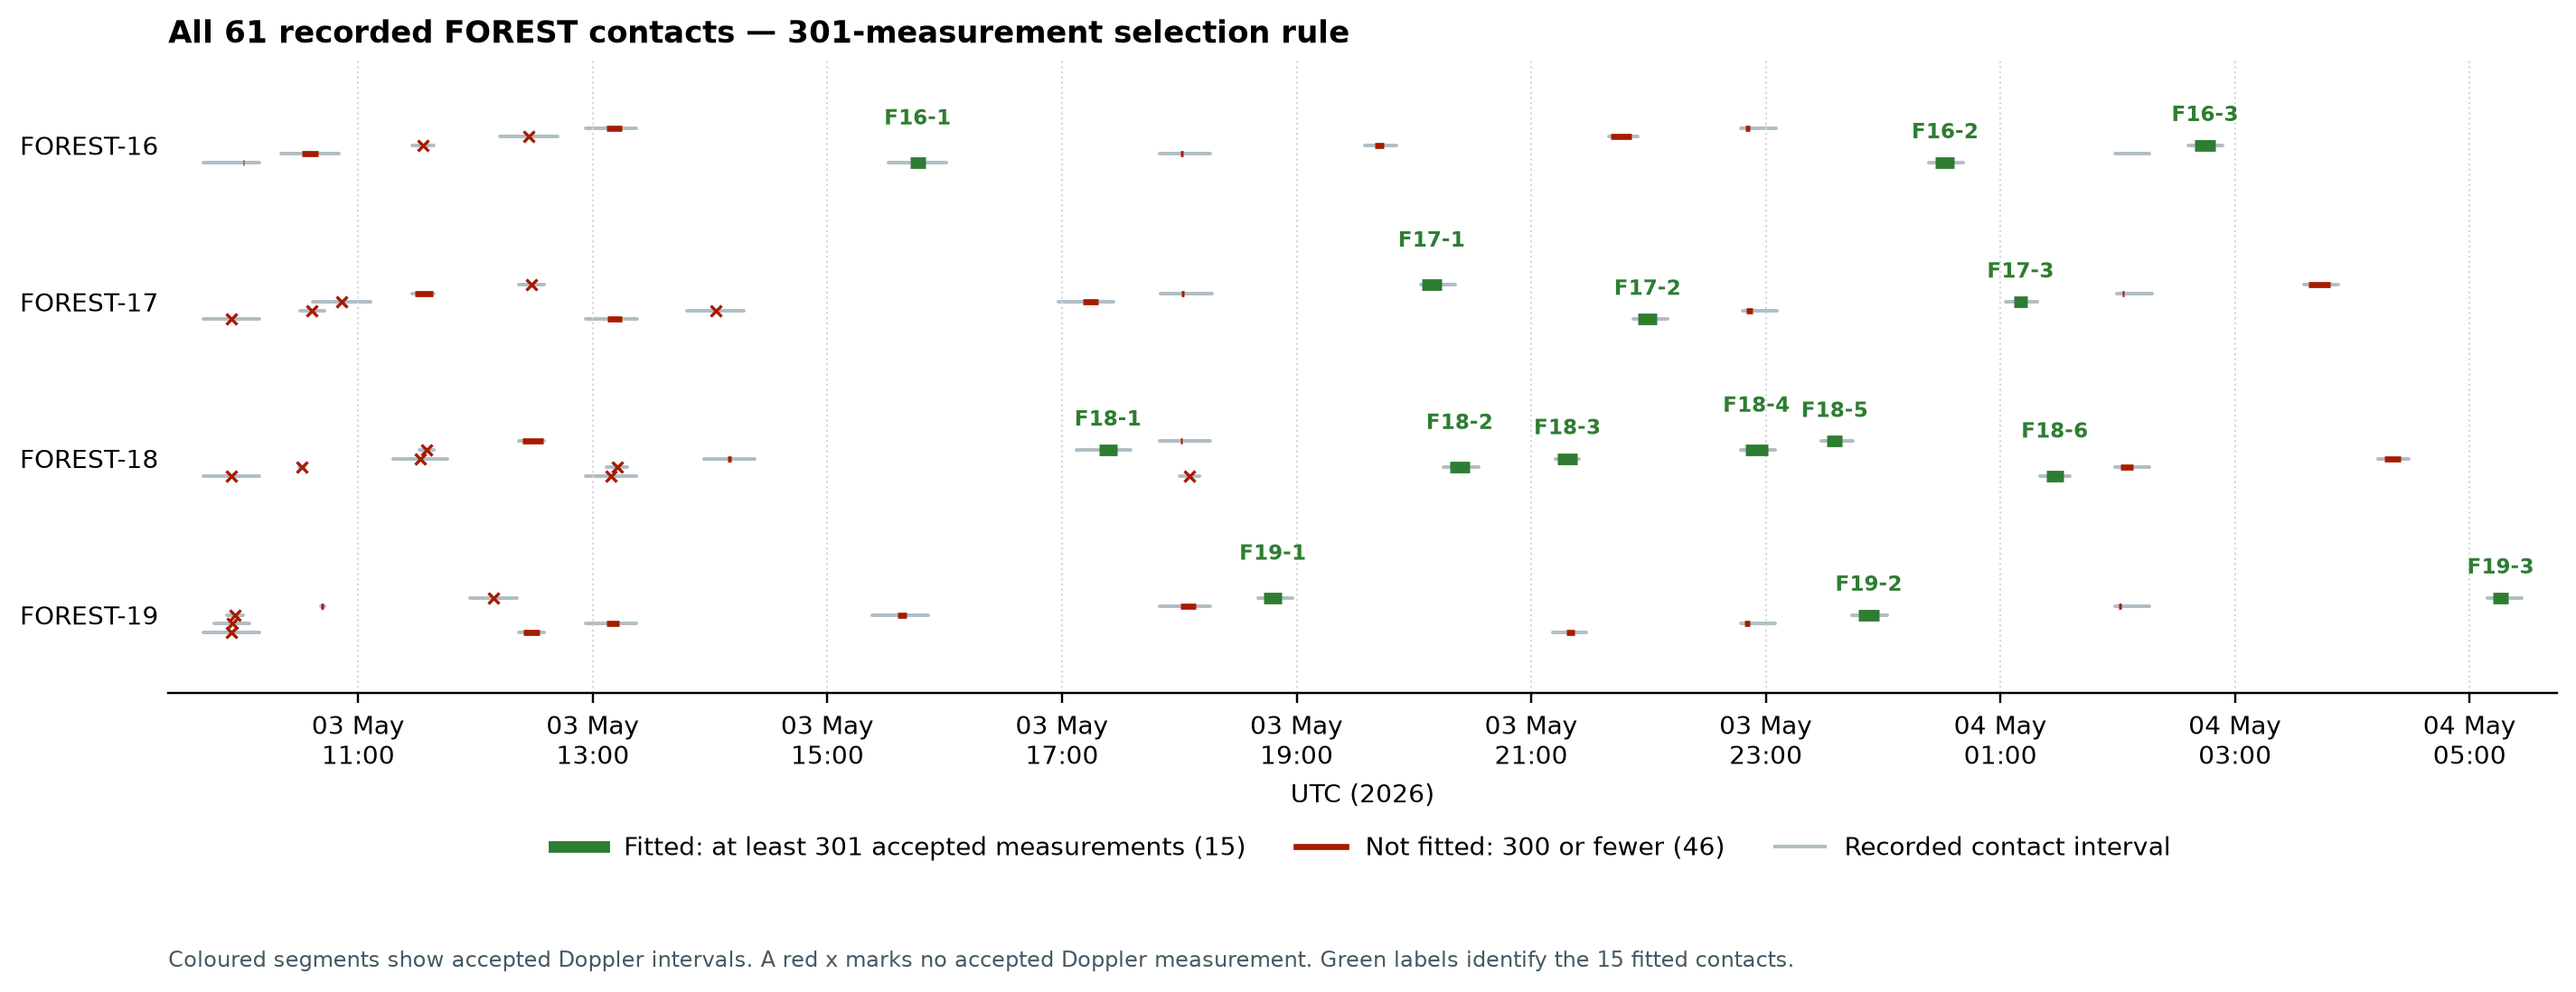 All 61 recorded FOREST contacts — 301-measurement selection rule
FOREST-16
F16-1
F16-2
F16-3
FOREST-17
F17-1
F17-2
F17-3
FOREST-18
F18-1
F18-2
F18-3
F18-4
F18-5
F18-6
FOREST-19
F19-1
F19-2
F19-3
03 May 03 May 03 May 03 May 03 May 03 May 03 May 04 May 04 May 04 May
11:00 13:00 15:00 17:00 19:00 21:00 23:00 01:00 03:00 05:00
UTC (2026)
Fitted: at least 301 accepted measurements (15) Not fitted: 300 or fewer (46) Recorded contact interval
Coloured segments show accepted Doppler intervals. A red x marks no accepted Doppler measurement. Green labels identify the 15 fitted contacts.